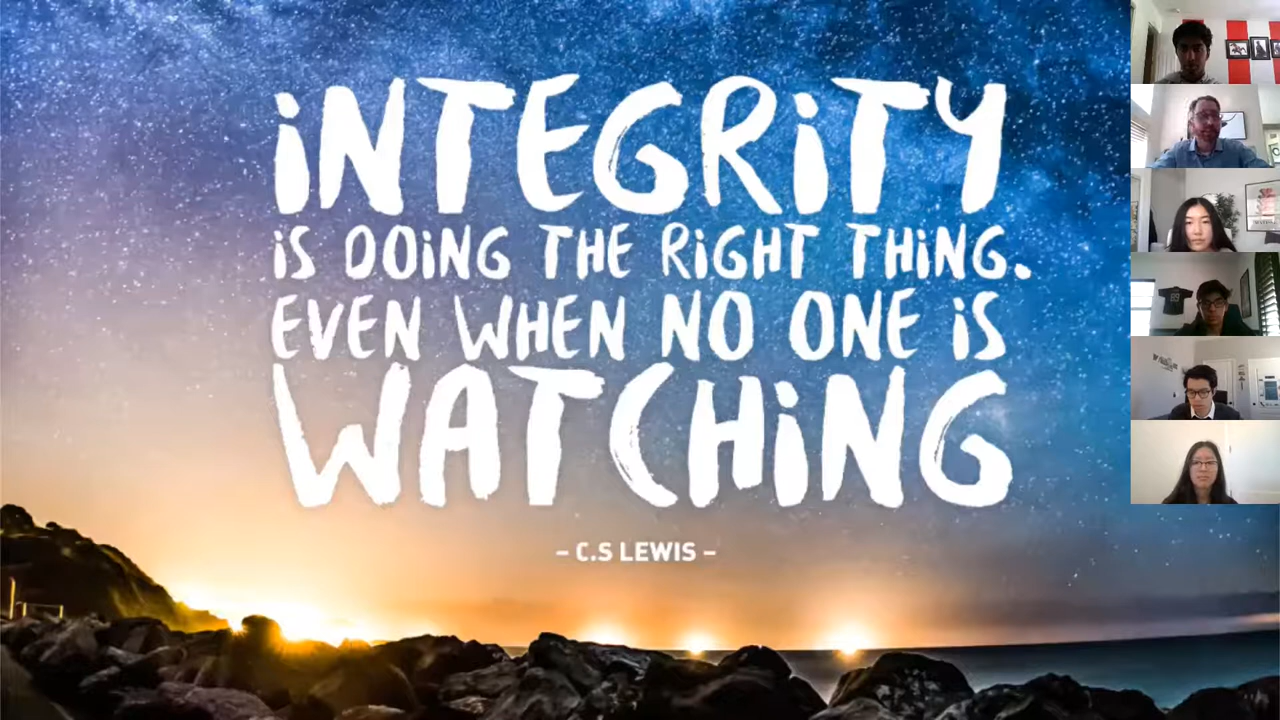 iNTEGRiTY
iS DOiNG THE RiGHT THiNG.
EVEN WHEN NO ONE iS
WATCHiNG
– C.S LEWIS –